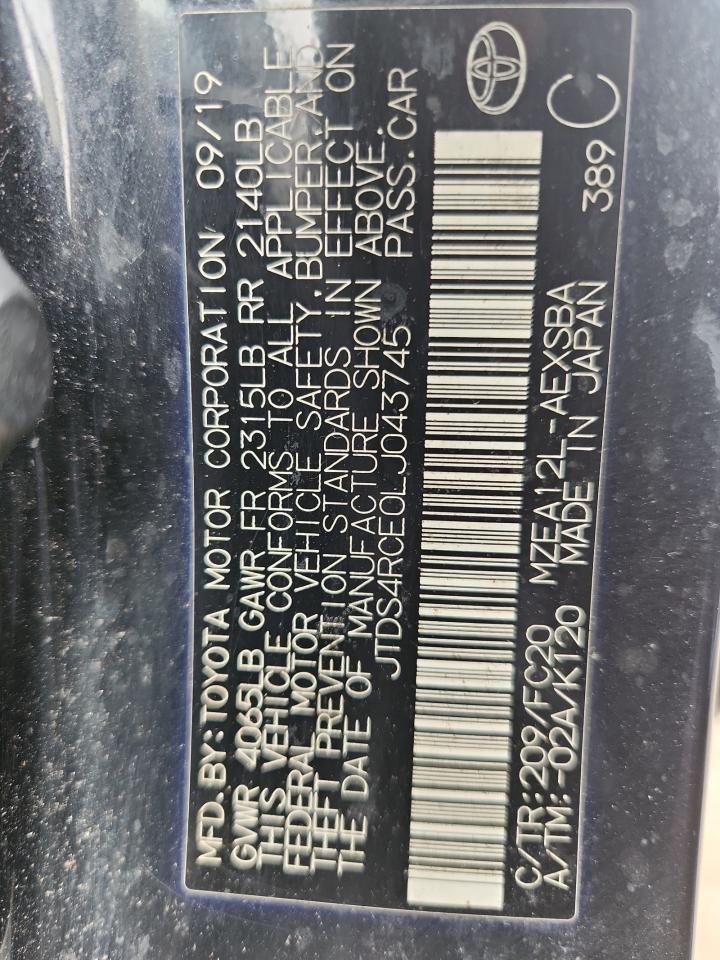 MFD. BY: TOYOTA MOTOR CORPORATION 09/19
GVWR 4065LB GAWR FR 2315LB RR 2140LB
THIS VEHICLE CONFORMS TO ALL APPLICABLE
FEDERAL MOTOR VEHICLE SAFETY, BUMPER, AND
THEFT PREVENTION STANDARDS IN EFFECT ON
THE DATE OF MANUFACTURE SHOWN ABOVE.
JTDS4RCE0LJ043745 PASS. CAR
C/TR: 209/FC20 MZEA12L-AEXSBA 389 C
A/TM: -02A/K120 MADE IN JAPAN